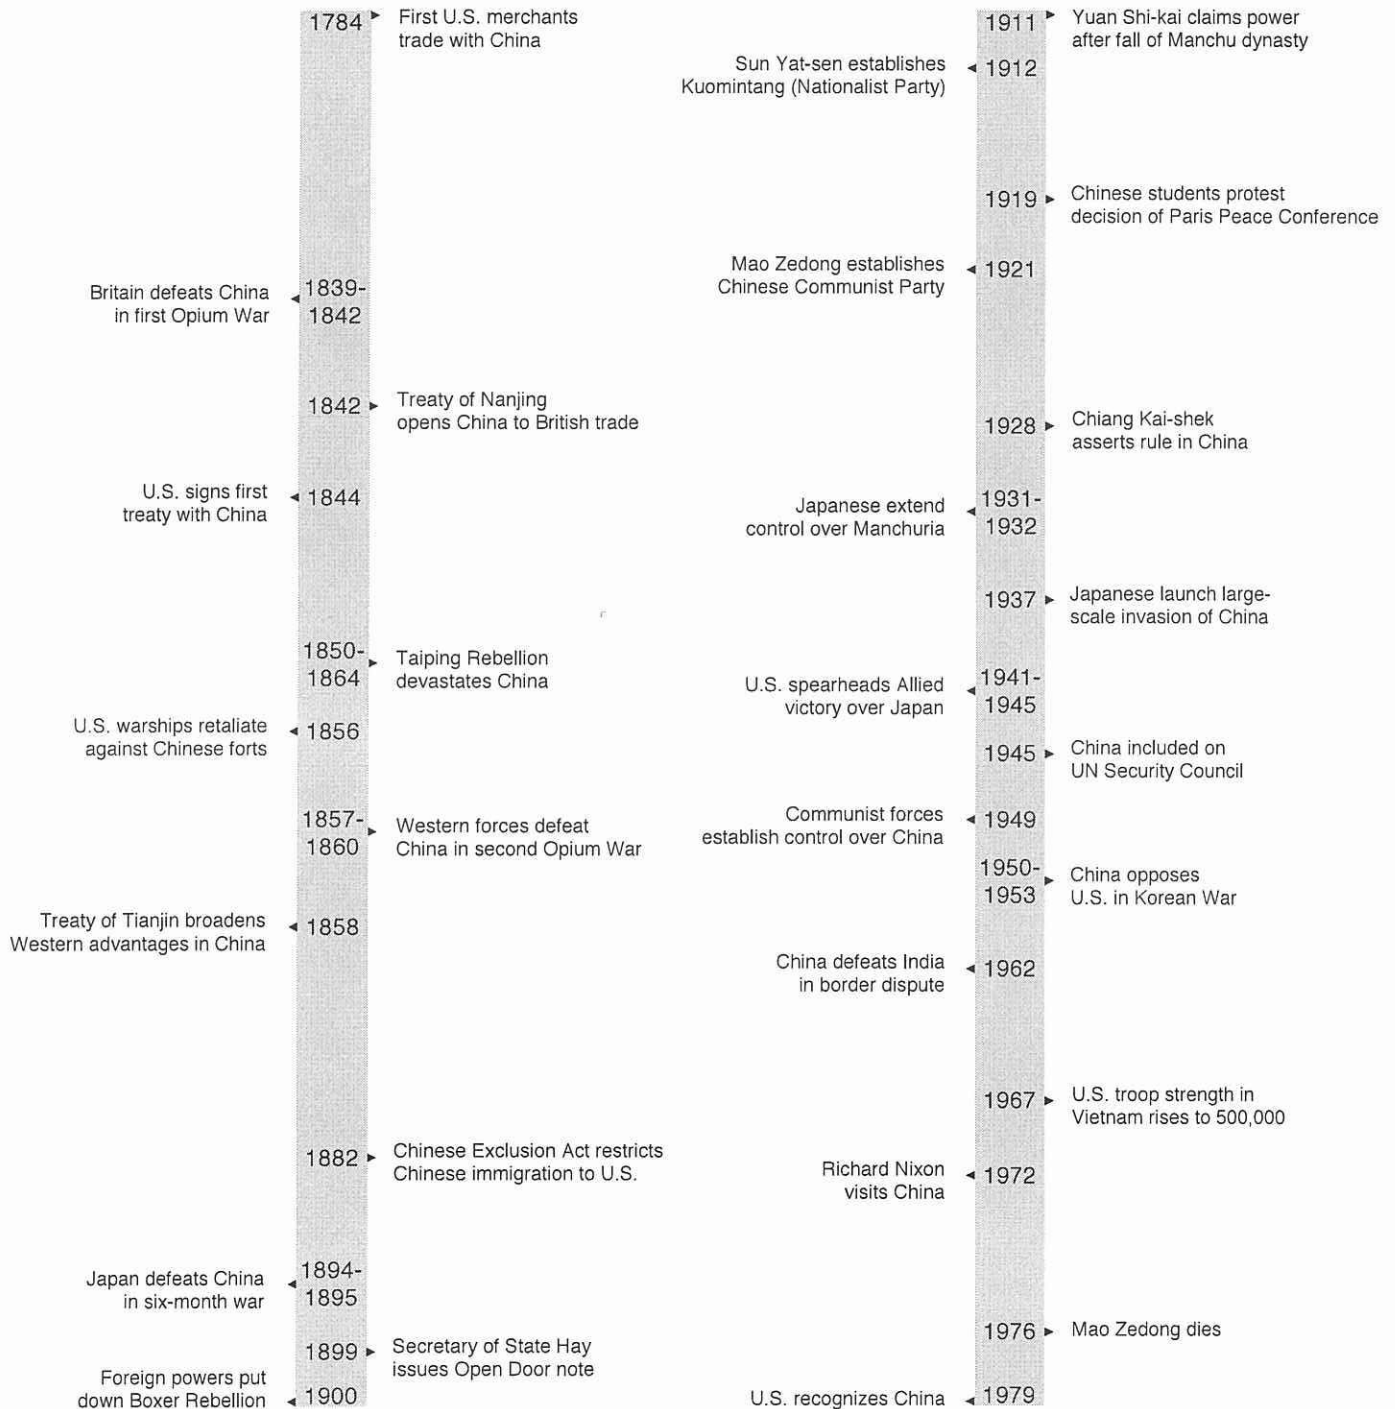 1784
First U.S. merchants
trade with China
Britain defeats China
in first Opium War
1839-
1842
1842
Treaty of Nanjing
opens China to British trade
U.S. signs first
treaty with China
1844
1850-
1864
Taiping Rebellion
devastates China
U.S. warships retaliate
against Chinese forts
1856
1857-
1860
Western forces defeat
China in second Opium War
Treaty of Tianjin broadens
Western advantages in China
1858
1882
Chinese Exclusion Act restricts
Chinese immigration to U.S.
Japan defeats China
in six-month war
1894-
1895
1899
Secretary of State Hay
issues Open Door note
Foreign powers put
down Boxer Rebellion
1900
1911
Yuan Shi-kai claims power
after fall of Manchu dynasty
Sun Yat-sen establishes
Kuomintang (Nationalist Party)
1912
1919
Chinese students protest
decision of Paris Peace Conference
Mao Zedong establishes
Chinese Communist Party
1921
1928
Chiang Kai-shek
asserts rule in China
Japanese extend
control over Manchuria
1931-
1932
1937
Japanese launch large-
scale invasion of China
U.S. spearheads Allied
victory over Japan
1941-
1945
1945
China included on
UN Security Council
Communist forces
establish control over China
1949
1950-
1953
China opposes
U.S. in Korean War
China defeats India
in border dispute
1962
1967
U.S. troop strength in
Vietnam rises to 500,000
Richard Nixon
visits China
1972
1976
Mao Zedong dies
U.S. recognizes China
1979